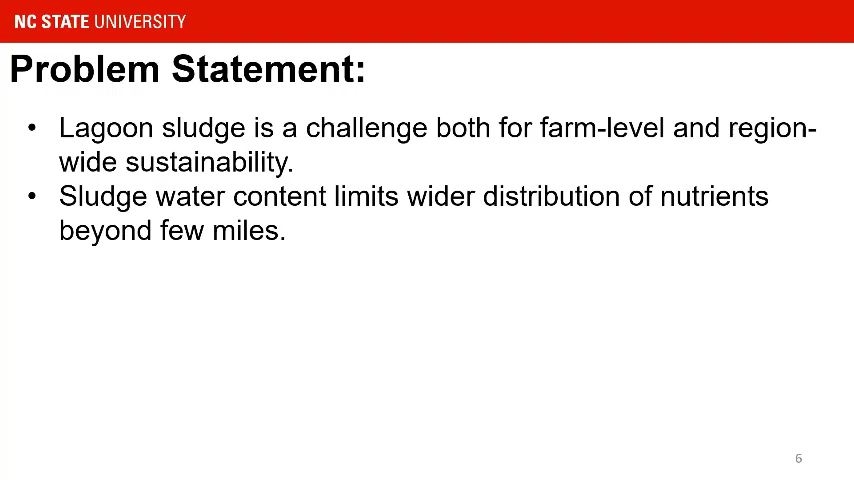 NC STATE UNIVERSITY
Problem Statement:
• Lagoon sludge is a challenge both for farm-level and region-
wide sustainability.
• Sludge water content limits wider distribution of nutrients
beyond few miles.
6